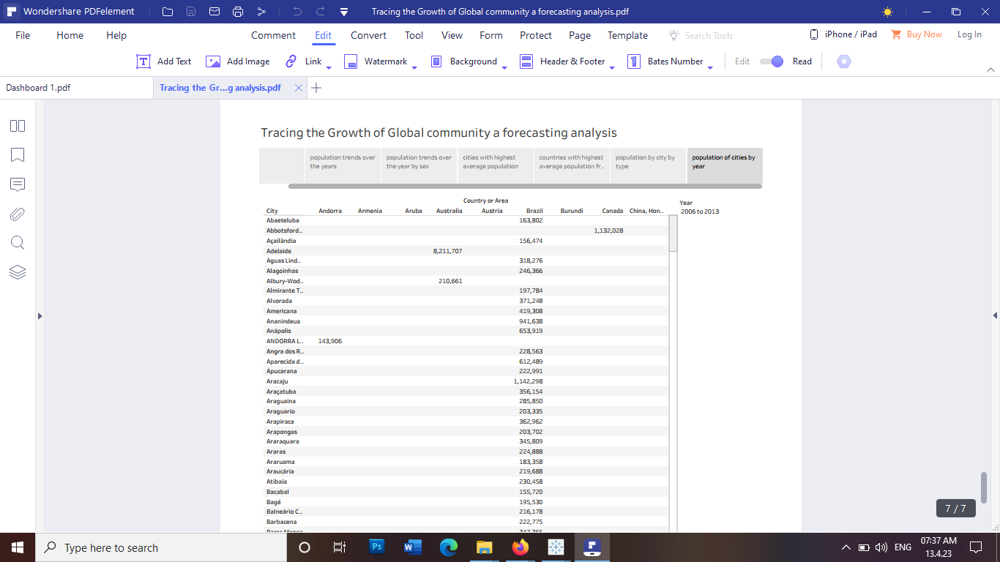 Wondershare PDFelement
Tracing the Growth of Global community a forecasting analysis.pdf
File Home Help Comment Edit Convert Tool View Form Protect Page Template Search Tools iPhone / iPad Buy Now Log In
Add Text Add Image Link Watermark Background Header & Footer Bates Number Edit Read
Dashboard 1.pdf Tracing the Gr...g analysis.pdf
Tracing the Growth of Global community a forecasting analysis
population trends over the years
population trends over the year by sex
cities with highest average population
countries with highest average population fr..
population by city by type
population of cities by year
Country or Area
City Andorra Armenia Aruba Australia Austria Brazil Burundi Canada China, Hon..
Year
2006 to 2013
Abaeteluba 163,802
Abbotsford.. 1,132,028
Açailândia 156,474
Adelaide 8,211,707
Aguas Lind.. 318,276
Alagoinhas 246,366
Albury-Wod.. 210,661
Almirante T.. 197,784
Alvorada 371,248
Americana 419,308
Ananindeua 941,638
Anápolis 653,919
ANDORRA L.. 143,906
Angra dos R.. 228,563
Aparecida d.. 612,489
Apucarana 222,991
Aracaju 1,142,298
Araçatuba 356,154
Araguaina 285,850
Araguario 203,335
Arapiraca 362,962
Arapongas 203,702
Araraquara 345,809
Araras 224,888
Araruama 183,358
Araucária 219,688
Atibaia 230,458
Bacabal 155,720
Bagé 195,530
Balneário C.. 216,178
Barbacena 222,775
7 / 7
Type here to search
Ps
W
ENG
07:37 AM
13.4.23